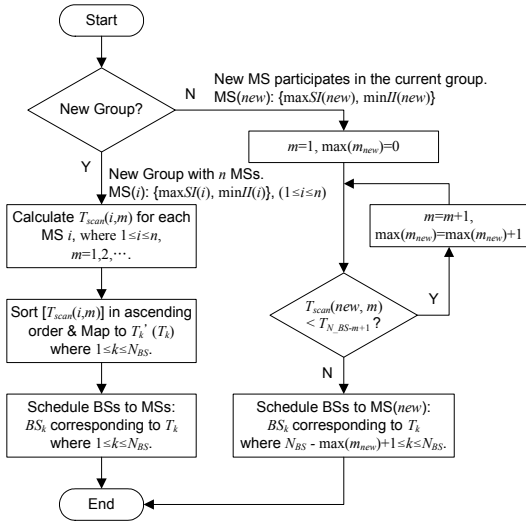 Start
New Group?
N
New MS participates in the current group.
MS(new): {maxSI(new), minII(new)}
m=1, max(m_new)=0
Y
New Group with n MSs.
MS(i): {maxSI(i), minII(i)}, (1≤i≤n)
Calculate T_scan(i,m) for each
MS i, where 1≤i≤n,
m=1,2,⋯.
m=m+1,
max(m_new)=max(m_new)+1
Sort [T_scan(i,m)] in ascending
order & Map to T_k' (T_k)
where 1≤k≤N_BS.
T_scan(new, m)
< T_N_BS-m+1 ?
Y
N
Schedule BSs to MSs:
BS_k corresponding to T_k
where 1≤k≤N_BS.
Schedule BSs to MS(new):
BS_k corresponding to T_k
where N_BS - max(m_new)+1≤k≤N_BS.
End